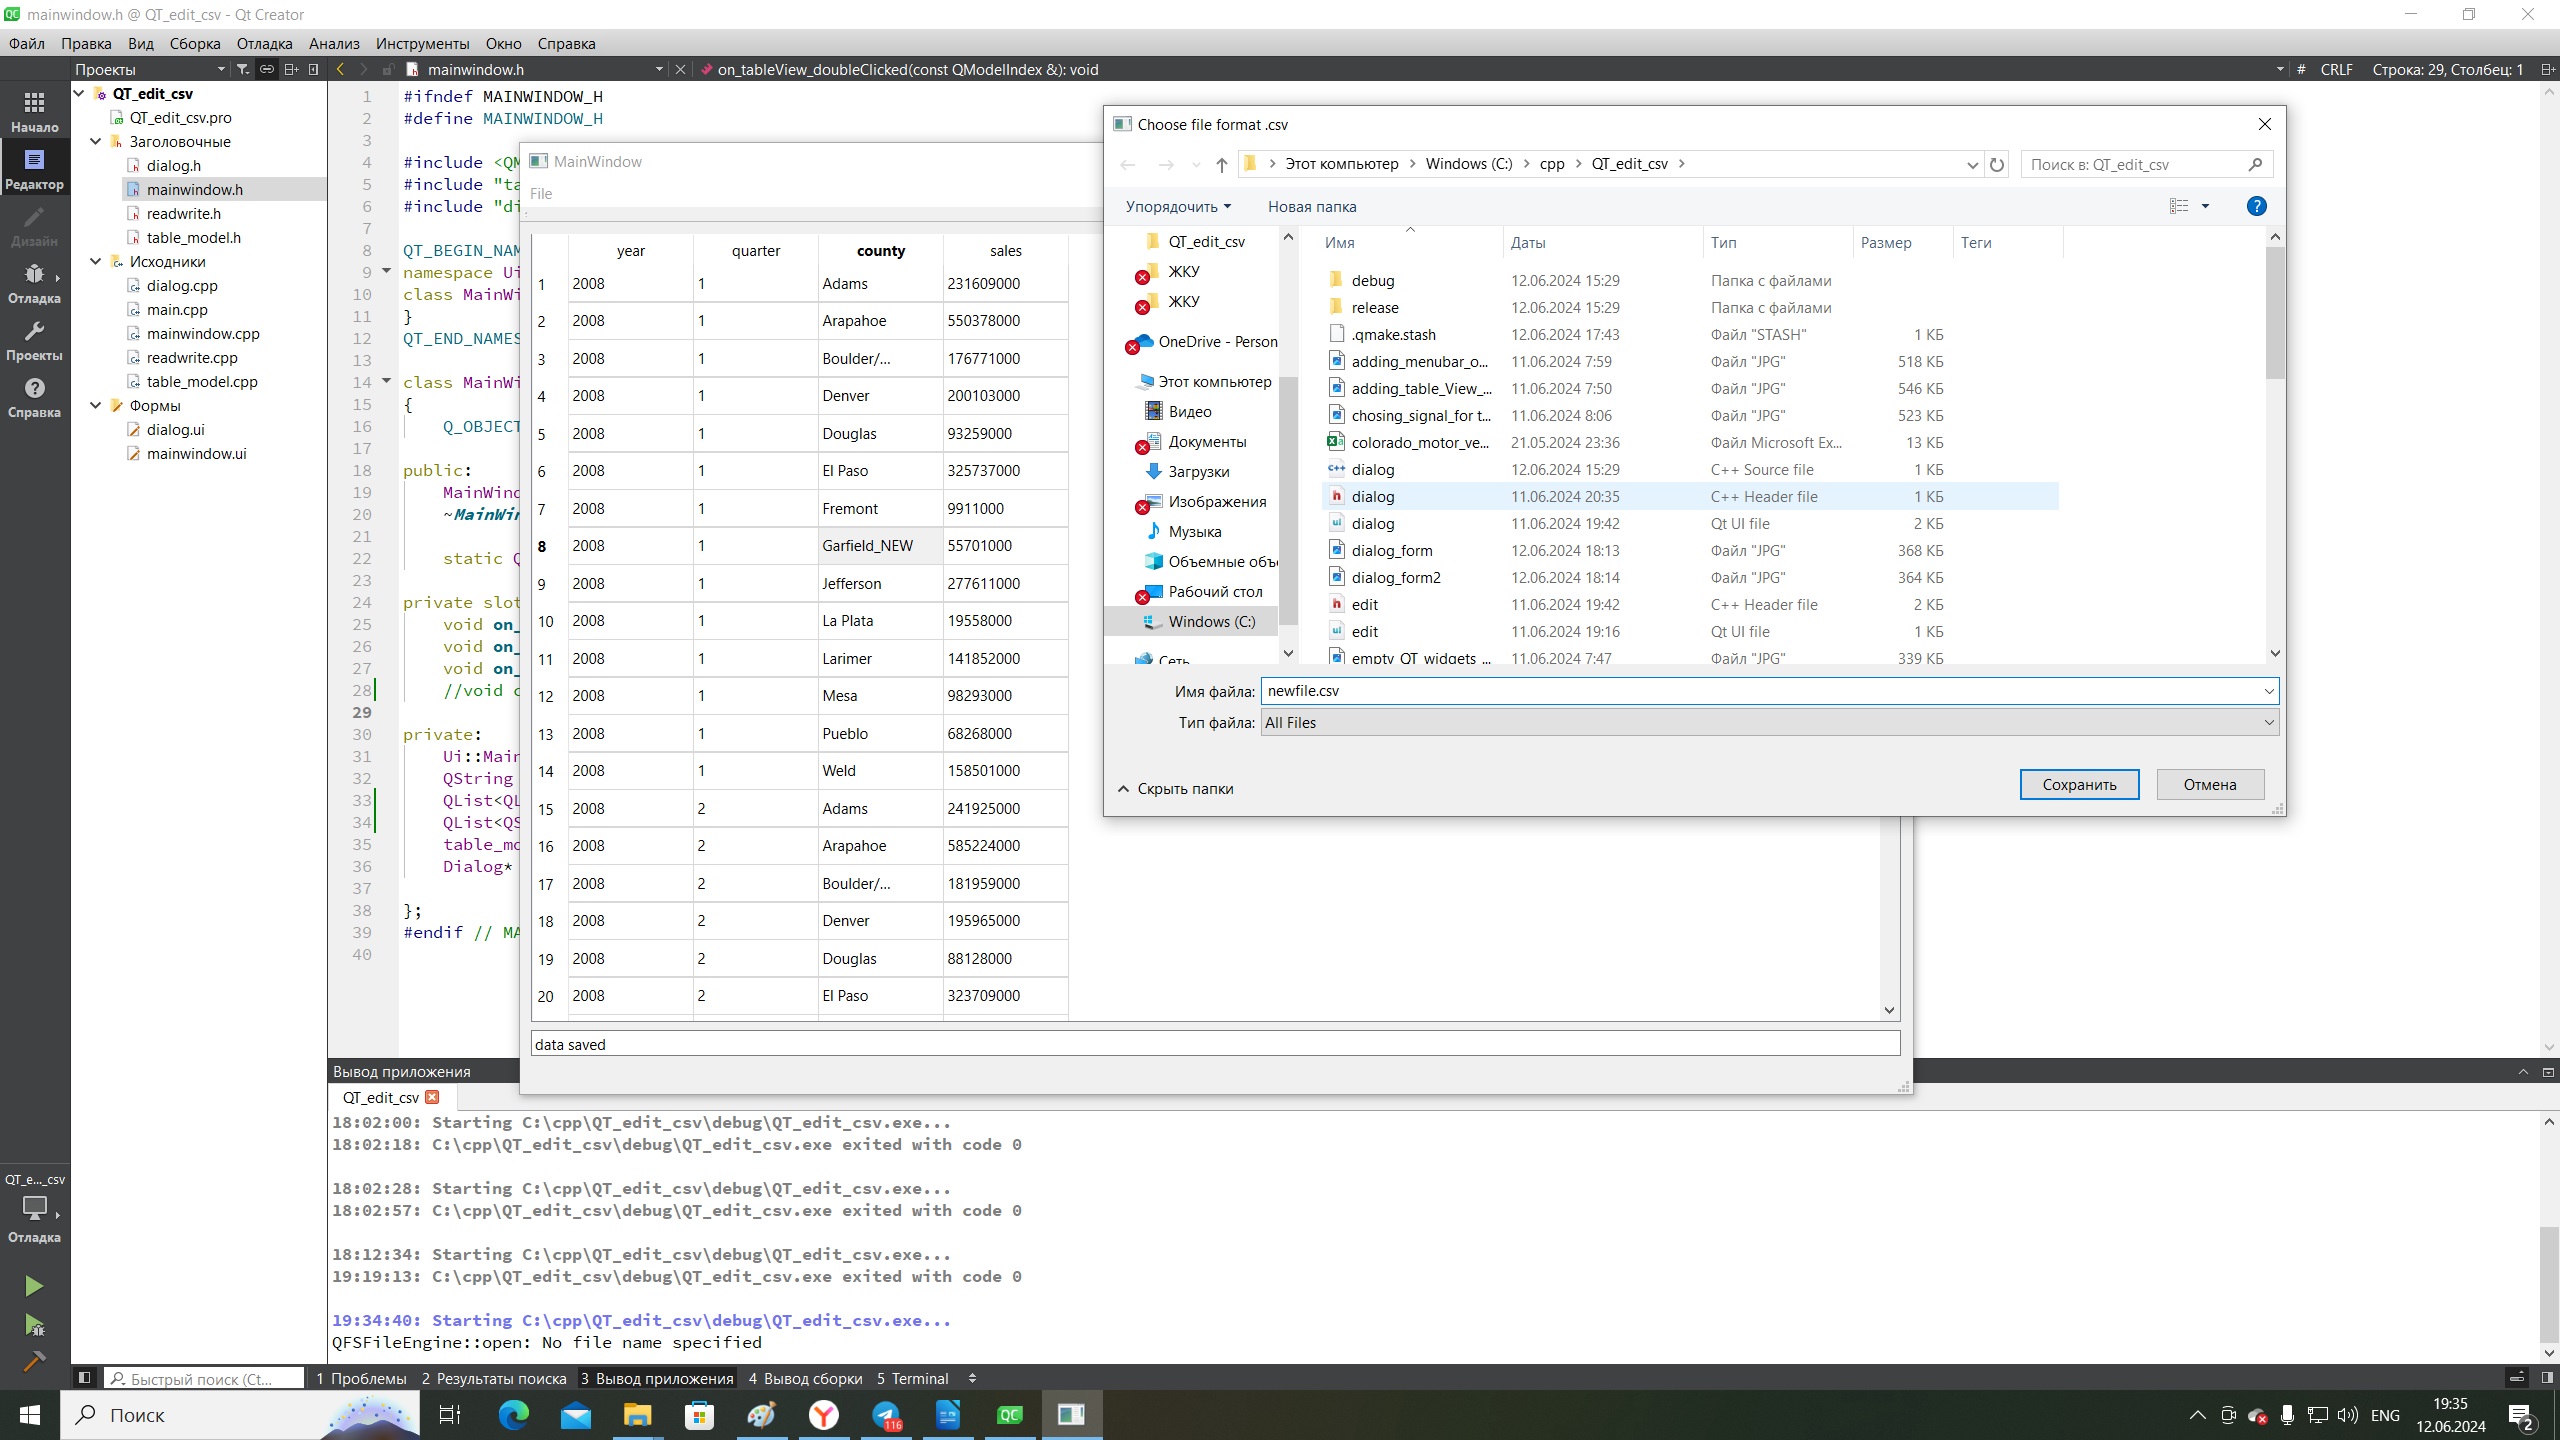 mainwindow.h @ QT_edit_csv - Qt Creator
Файл Правка Вид Сборка Отладка Анализ Инструменты Окно Справка
Проекты
mainwindow.h
on_tableView_doubleClicked(const QModelIndex &): void
# CRLF Строка: 29, Столбец: 1
Начало
Редактор
Дизайн
Отладка
Проекты
Справка
QT_edit_csv
QT_edit_csv.pro
Заголовочные
dialog.h
mainwindow.h
readwrite.h
table_model.h
Исходники
dialog.cpp
main.cpp
mainwindow.cpp
readwrite.cpp
table_model.cpp
Формы
dialog.ui
mainwindow.ui
1 #ifndef MAINWINDOW_H
2 #define MAINWINDOW_H
3
4 #include <QM
5 #include "ta
6 #include "di
7
8 QT_BEGIN_NAM
9 namespace Ui
10 class MainWi
11 }
12 QT_END_NAMES
13
14 class MainWi
15 {
16 Q_OBJECT
17
18 public:
19 MainWind
20 ~MainWin
21
22 static Q
23
24 private slot
25 void on_
26 void on_
27 void on_
28 //void c
29
30 private:
31 Ui::Main
32 QString
33 QList<QL
34 QList<QS
35 table_mo
36 Dialog*
37
38 };
39 #endif // MA
40
MainWindow
File
year quarter county sales
1 2008 1 Adams 231609000
2 2008 1 Arapahoe 550378000
3 2008 1 Boulder/... 176771000
4 2008 1 Denver 200103000
5 2008 1 Douglas 93259000
6 2008 1 El Paso 325737000
7 2008 1 Fremont 9911000
8 2008 1 Garfield_NEW 55701000
9 2008 1 Jefferson 277611000
10 2008 1 La Plata 19558000
11 2008 1 Larimer 141852000
12 2008 1 Mesa 98293000
13 2008 1 Pueblo 68268000
14 2008 1 Weld 158501000
15 2008 2 Adams 241925000
16 2008 2 Arapahoe 585224000
17 2008 2 Boulder/... 181959000
18 2008 2 Denver 195965000
19 2008 2 Douglas 88128000
20 2008 2 El Paso 323709000
data saved
Choose file format .csv
Этот компьютер Windows (C:) cpp QT_edit_csv
Поиск в: QT_edit_csv
Упорядочить Новая папка
QT_edit_csv
ЖКУ
ЖКУ
OneDrive - Person
Этот компьютер
Видео
Документы
Загрузки
Изображения
Музыка
Объемные объ
Рабочий стол
Windows (C:)
Сеть
Имя Даты Тип Размер Теги
debug 12.06.2024 15:29 Папка с файлами
release 12.06.2024 15:29 Папка с файлами
.qmake.stash 12.06.2024 17:43 Файл "STASH" 1 КБ
adding_menubar_o... 11.06.2024 7:59 Файл "JPG" 518 КБ
adding_table_View_... 11.06.2024 7:50 Файл "JPG" 546 КБ
chosing_signal_for t... 11.06.2024 8:06 Файл "JPG" 523 КБ
colorado_motor_ve... 21.05.2024 23:36 Файл Microsoft Ex... 13 КБ
dialog 12.06.2024 15:29 C++ Source file 1 КБ
dialog 11.06.2024 20:35 C++ Header file 1 КБ
dialog 11.06.2024 19:42 Qt UI file 2 КБ
dialog_form 12.06.2024 18:13 Файл "JPG" 368 КБ
dialog_form2 12.06.2024 18:14 Файл "JPG" 364 КБ
edit 11.06.2024 19:42 C++ Header file 2 КБ
edit 11.06.2024 19:16 Qt UI file 1 КБ
empty_QT_widgets_... 11.06.2024 7:47 Файл "JPG" 339 КБ
Имя файла: newfile.csv
Тип файла: All Files
Скрыть папки
Сохранить Отмена
Вывод приложения
QT_edit_csv
18:02:00: Starting C:\cpp\QT_edit_csv\debug\QT_edit_csv.exe...
18:02:18: C:\cpp\QT_edit_csv\debug\QT_edit_csv.exe exited with code 0
18:02:28: Starting C:\cpp\QT_edit_csv\debug\QT_edit_csv.exe...
18:02:57: C:\cpp\QT_edit_csv\debug\QT_edit_csv.exe exited with code 0
18:12:34: Starting C:\cpp\QT_edit_csv\debug\QT_edit_csv.exe...
19:19:13: C:\cpp\QT_edit_csv\debug\QT_edit_csv.exe exited with code 0
19:34:40: Starting C:\cpp\QT_edit_csv\debug\QT_edit_csv.exe...
QFSFileEngine::open: No file name specified
QT_e..._csv
Отладка
Быстрый поиск (Ct...
1 Проблемы 2 Результаты поиска 3 Вывод приложения 4 Вывод сборки 5 Terminal
Поиск
116
QC
ENG
19:35
12.06.2024
2